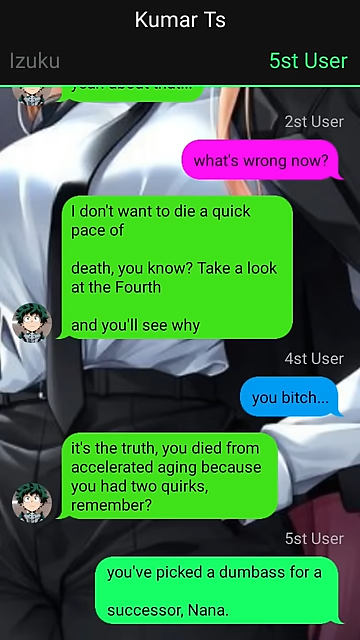 Kumar Ts
Izuku
5st User
yeah about that...
2st User
what's wrong now?
I don't want to die a quick
pace of
death, you know? Take a look
at the Fourth
and you'll see why
4st User
you bitch...
it's the truth, you died from
accelerated aging because
you had two quirks,
remember?
5st User
you've picked a dumbass for a
successor, Nana.